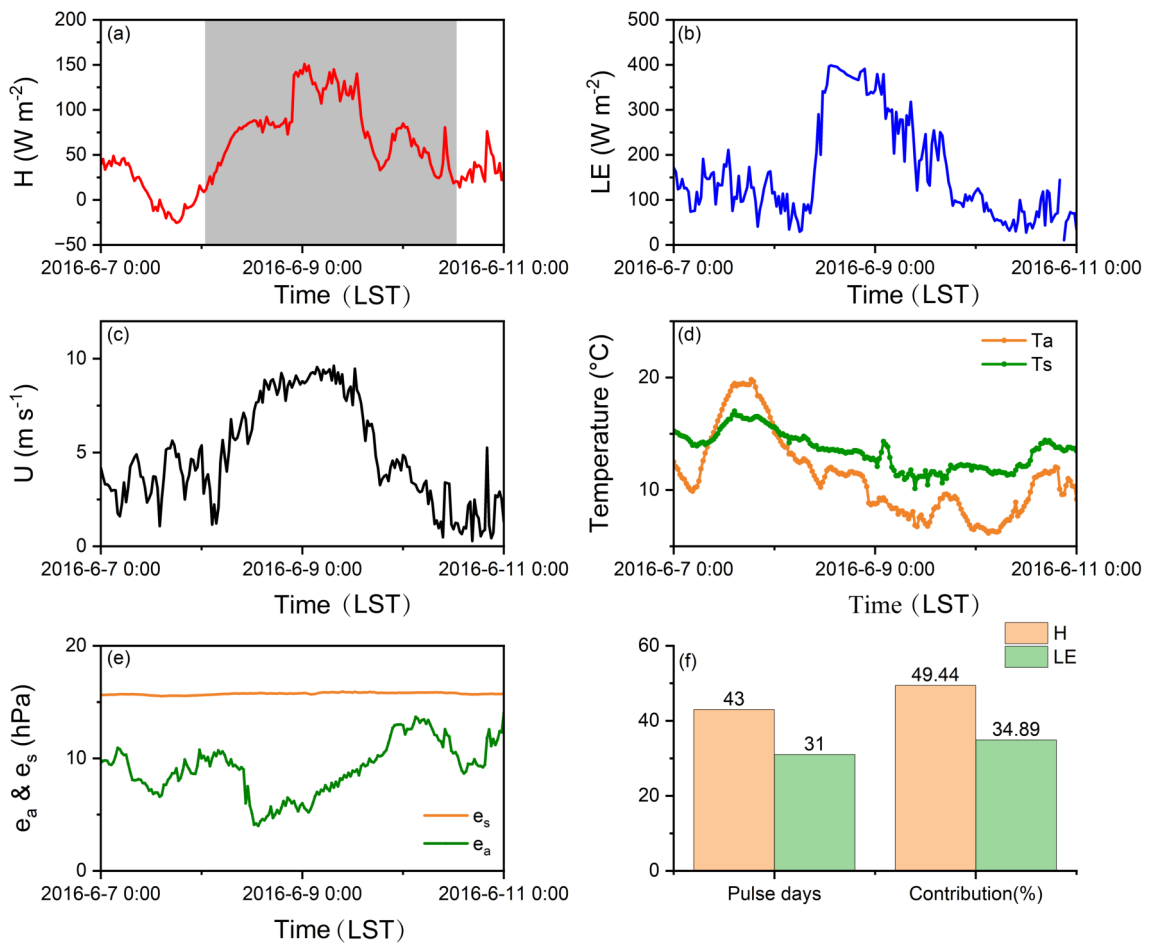 (a)
H (W m-2)
200
150
100
50
0
−50
2016-6-7 0:00
2016-6-9 0:00
2016-6-11 0:00
Time（LST）
(b)
LE (W m-2)
500
400
300
200
100
0
2016-6-7 0:00
2016-6-9 0:00
2016-6-11 0:00
Time（LST）
(c)
U (m s-1)
10
5
0
2016-6-7 0:00
2016-6-9 0:00
2016-6-11 0:00
Time（LST）
(d)
Temperature (°C)
20
10
Ta
Ts
2016-6-7 0:00
2016-6-9 0:00
2016-6-11 0:00
Time（LST）
(e)
ea & es (hPa)
20
10
0
es
ea
2016-6-7 0:00
2016-6-9 0:00
2016-6-11 0:00
Time（LST）
(f)
H
LE
60
40
20
0
43
31
49.44
34.89
Pulse days
Contribution(%)